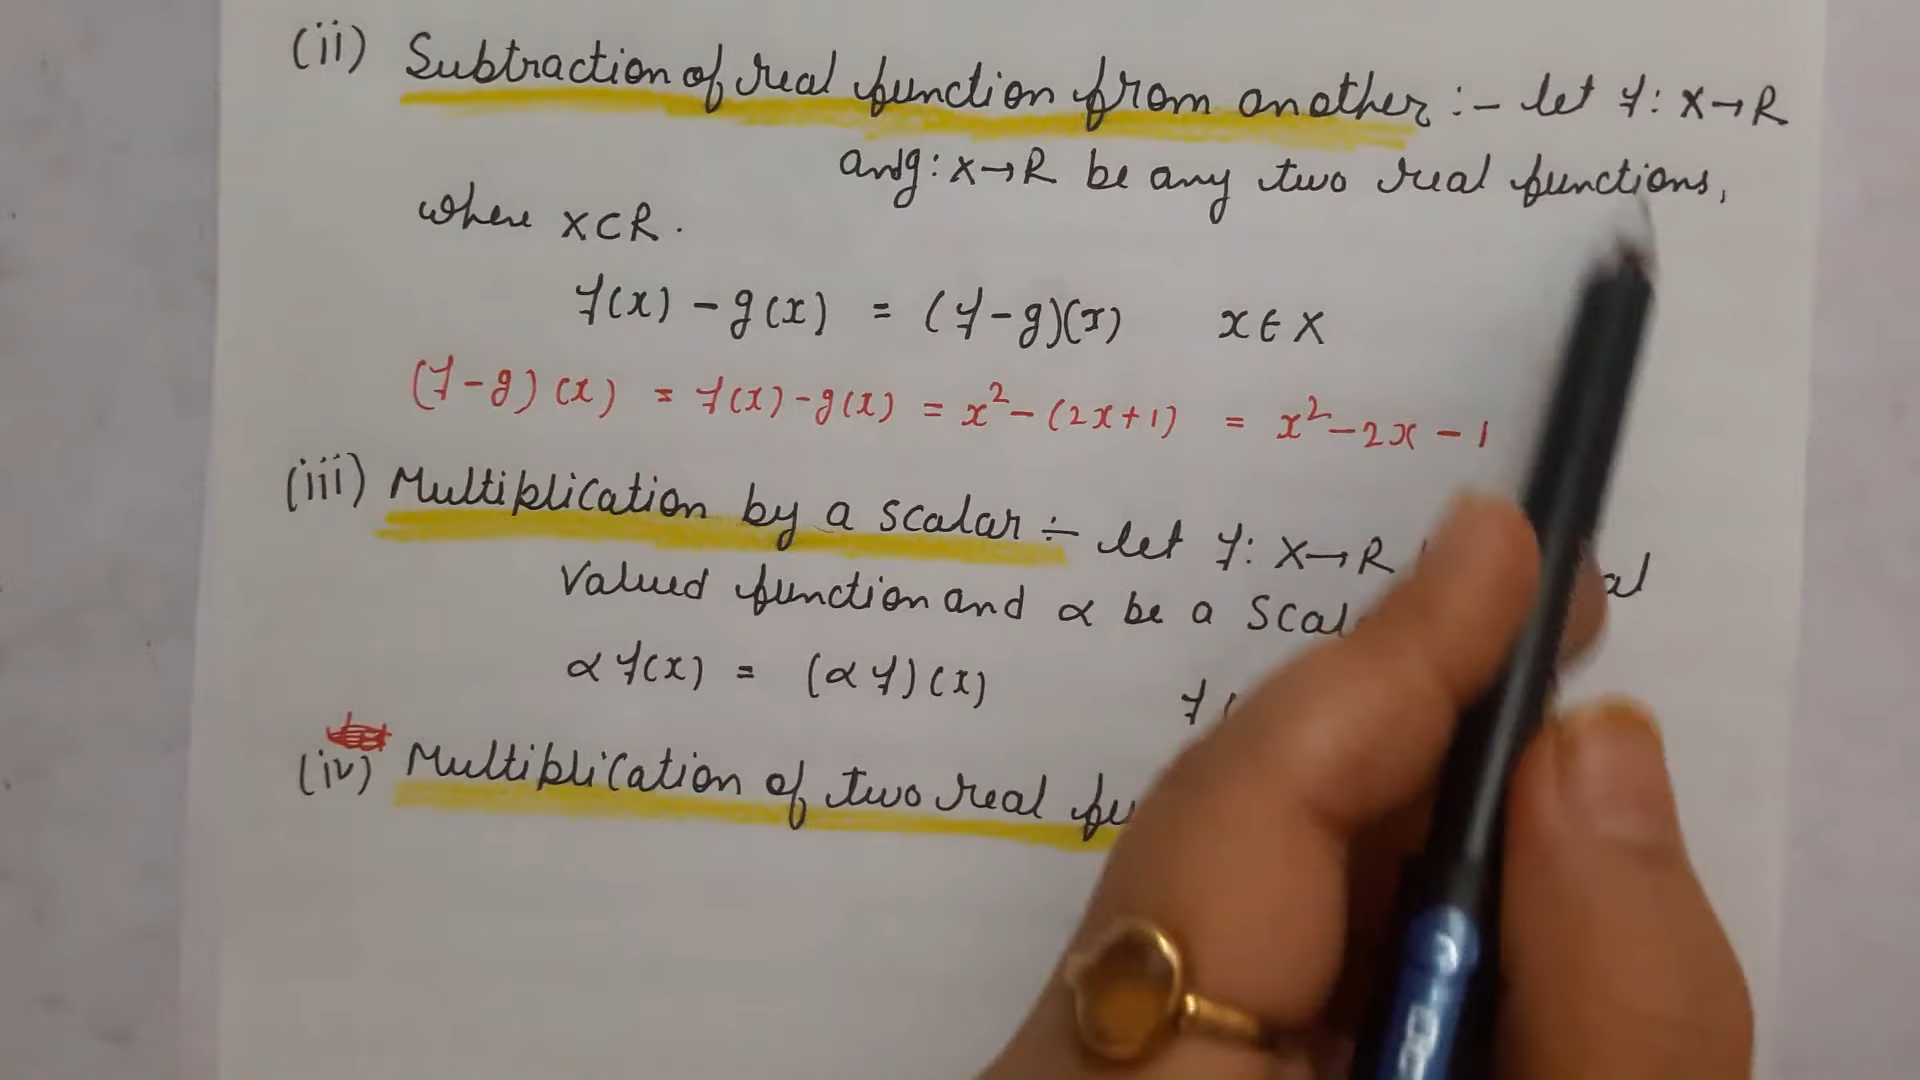 (ii) Subtraction of real function from another :- let f: X→R
and g: X→R be any two real functions,
where X⊂R.
f(x) - g(x) = (f-g)(x) x∈X
(f-g)(x) = f(x)-g(x) = x²-(2x+1) = x²-2x-1
(iii) Multiplication by a scalar :- let f: X→R
valued function and α be a
αf(x) = (αf)(x) f(
(iv) Multiplication of two real